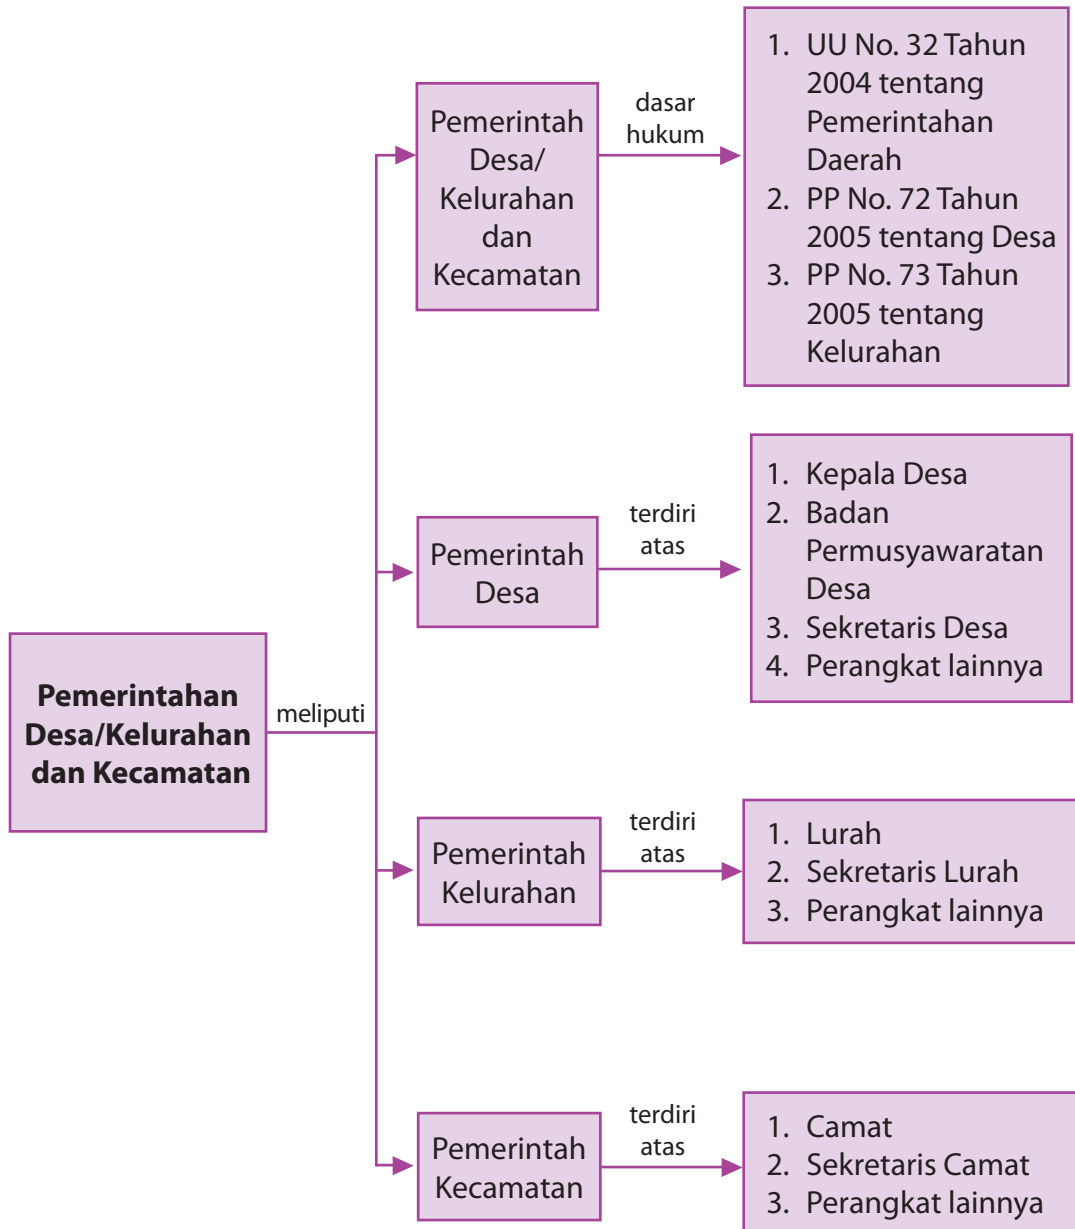 Pemerintahan
Desa/Kelurahan
dan Kecamatan
meliputi
Pemerintah
Desa/
Kelurahan
dan
Kecamatan
dasar
hukum
1. UU No. 32 Tahun
2004 tentang
Pemerintahan
Daerah
2. PP No. 72 Tahun
2005 tentang Desa
3. PP No. 73 Tahun
2005 tentang
Kelurahan
Pemerintah
Desa
terdiri
atas
1. Kepala Desa
2. Badan
Permusyawaratan
Desa
3. Sekretaris Desa
4. Perangkat lainnya
Pemerintah
Kelurahan
terdiri
atas
1. Lurah
2. Sekretaris Lurah
3. Perangkat lainnya
Pemerintah
Kecamatan
terdiri
atas
1. Camat
2. Sekretaris Camat
3. Perangkat lainnya